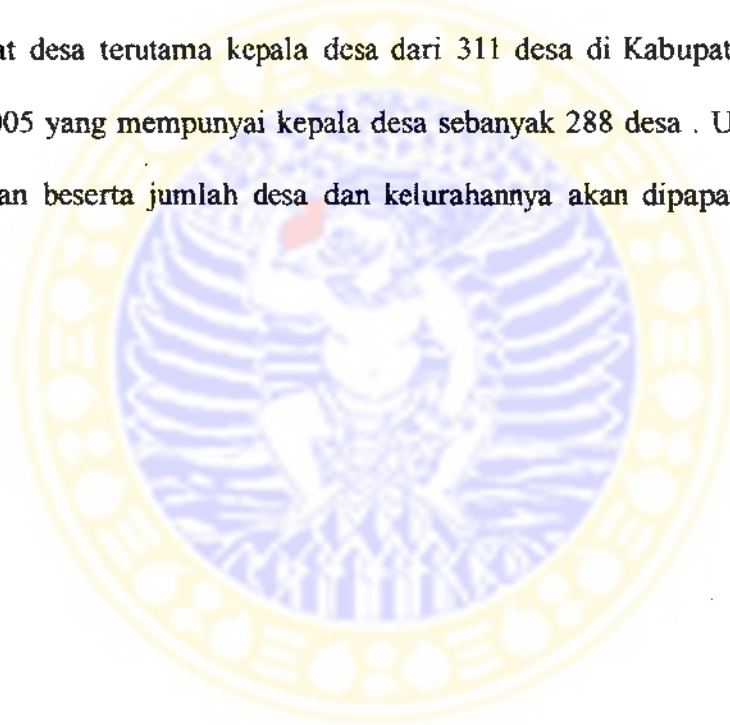 at desa terutama kepala desa dari 311 desa di Kabupat
005 yang mempunyai kepala desa sebanyak 288 desa . U
an beserta jumlah desa dan kelurahannya akan dipapa